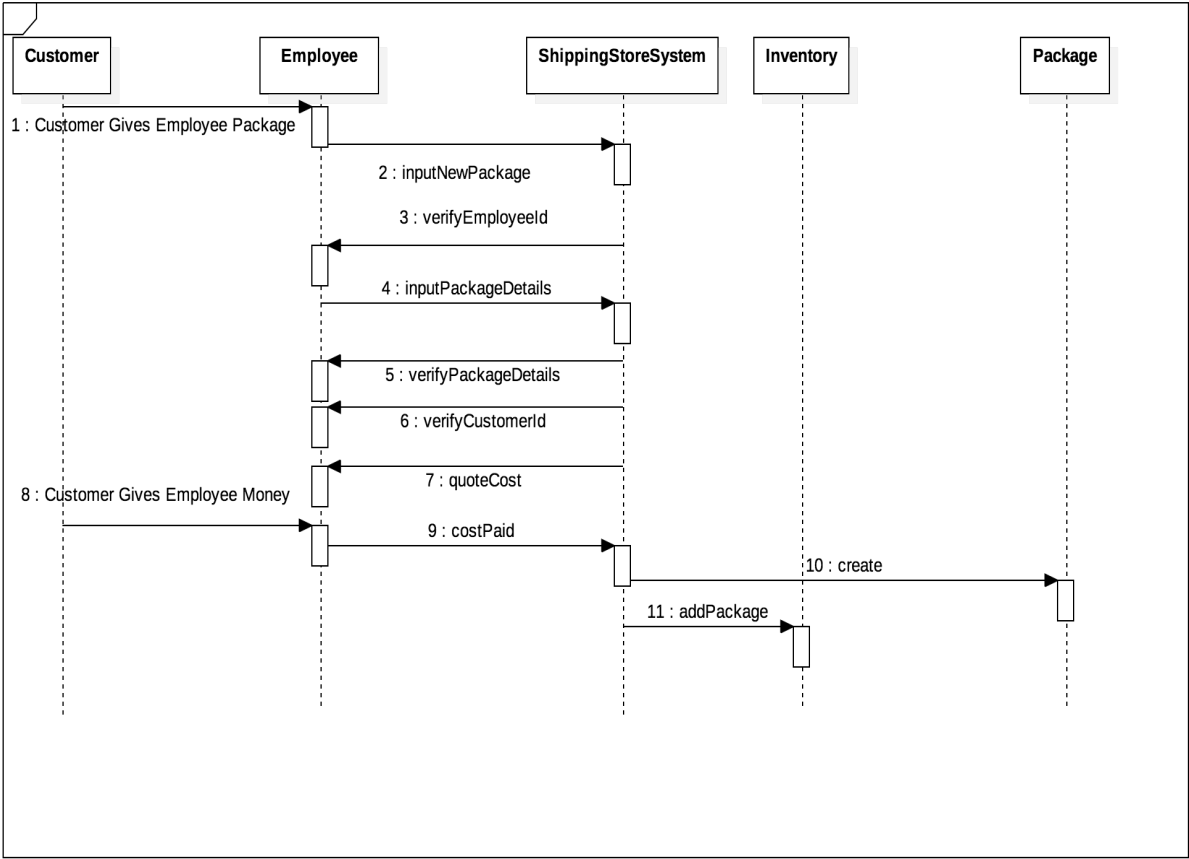 Customer
Employee
ShippingStoreSystem
Inventory
Package
1 : Customer Gives Employee Package
2 : inputNewPackage
3 : verifyEmployeeId
4 : inputPackageDetails
5 : verifyPackageDetails
6 : verifyCustomerId
7 : quoteCost
8 : Customer Gives Employee Money
9 : costPaid
10 : create
11 : addPackage